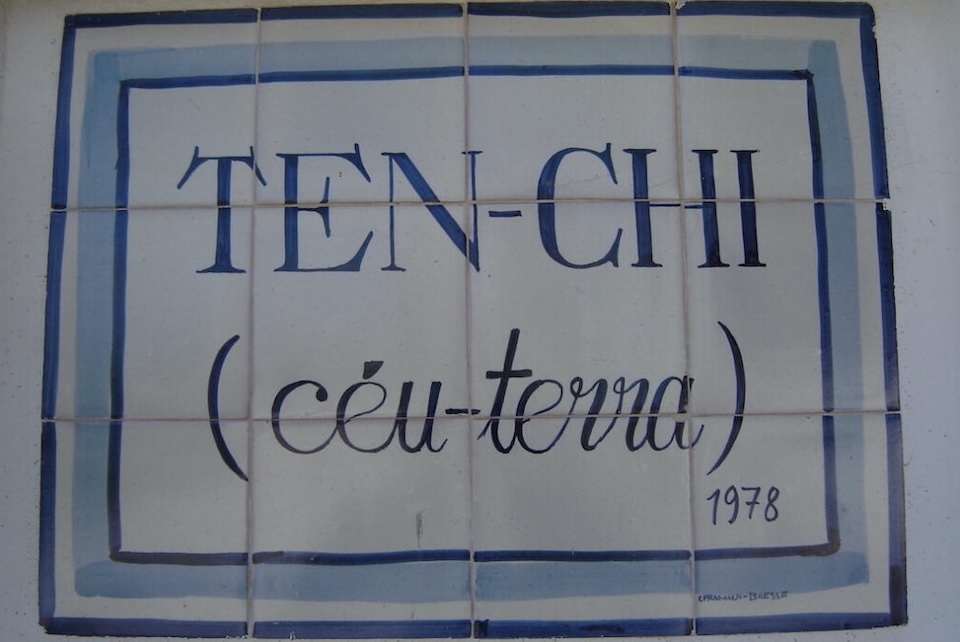 TEN-CHI
(céu-terra)
1978